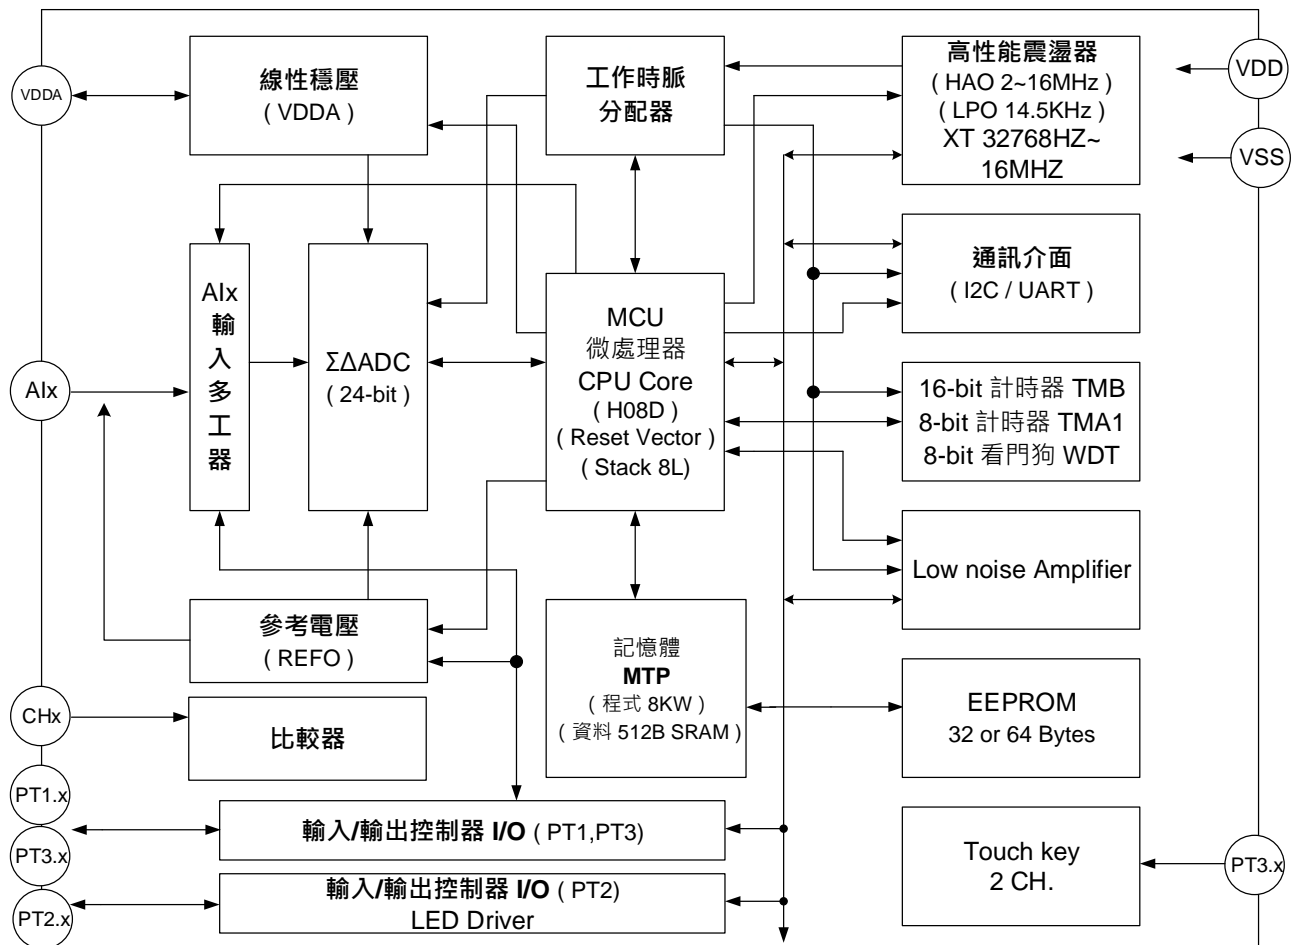 線性穩壓
( VDDA )
工作時脈
分配器
高性能震盪器
( HAO 2~16MHz )
( LPO 14.5KHz )
XT 32768HZ~
16MHZ
VDDA
VDD
VSS
通訊介面
( I2C / UART )
AIx
輸
入
多
工
器
ΣΔADC
( 24-bit )
MCU
微處理器
CPU Core
( H08D )
( Reset Vector )
( Stack 8L)
AIx
16-bit 計時器 TMB
8-bit 計時器 TMA1
8-bit 看門狗 WDT
Low noise Amplifier
參考電壓
( REFO )
記憶體
MTP
( 程式 8KW )
( 資料 512B SRAM )
EEPROM
32 or 64 Bytes
CHx
比較器
PT1.x
PT3.x
PT2.x
輸入/輸出控制器 I/O ( PT1,PT3)
輸入/輸出控制器 I/O ( PT2)
LED Driver
Touch key
2 CH.
PT3.x